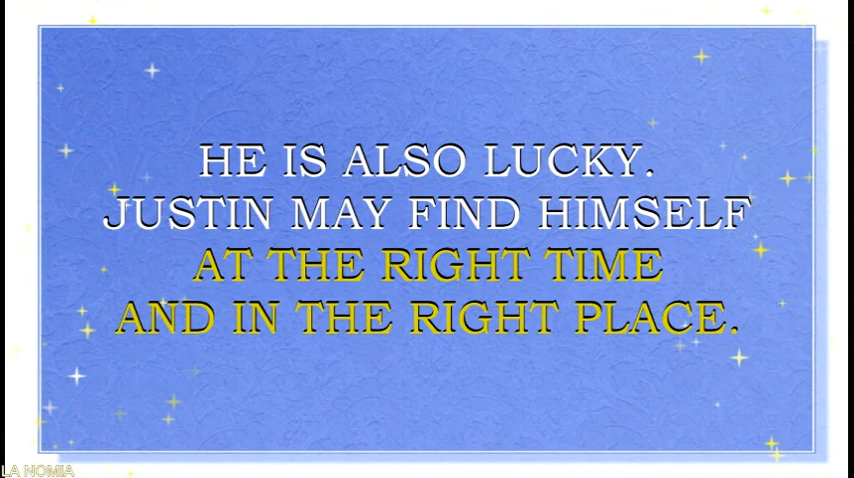 HE IS ALSO LUCKY.
JUSTIN MAY FIND HIMSELF
AT THE RIGHT TIME
AND IN THE RIGHT PLACE.
LA NOMIA